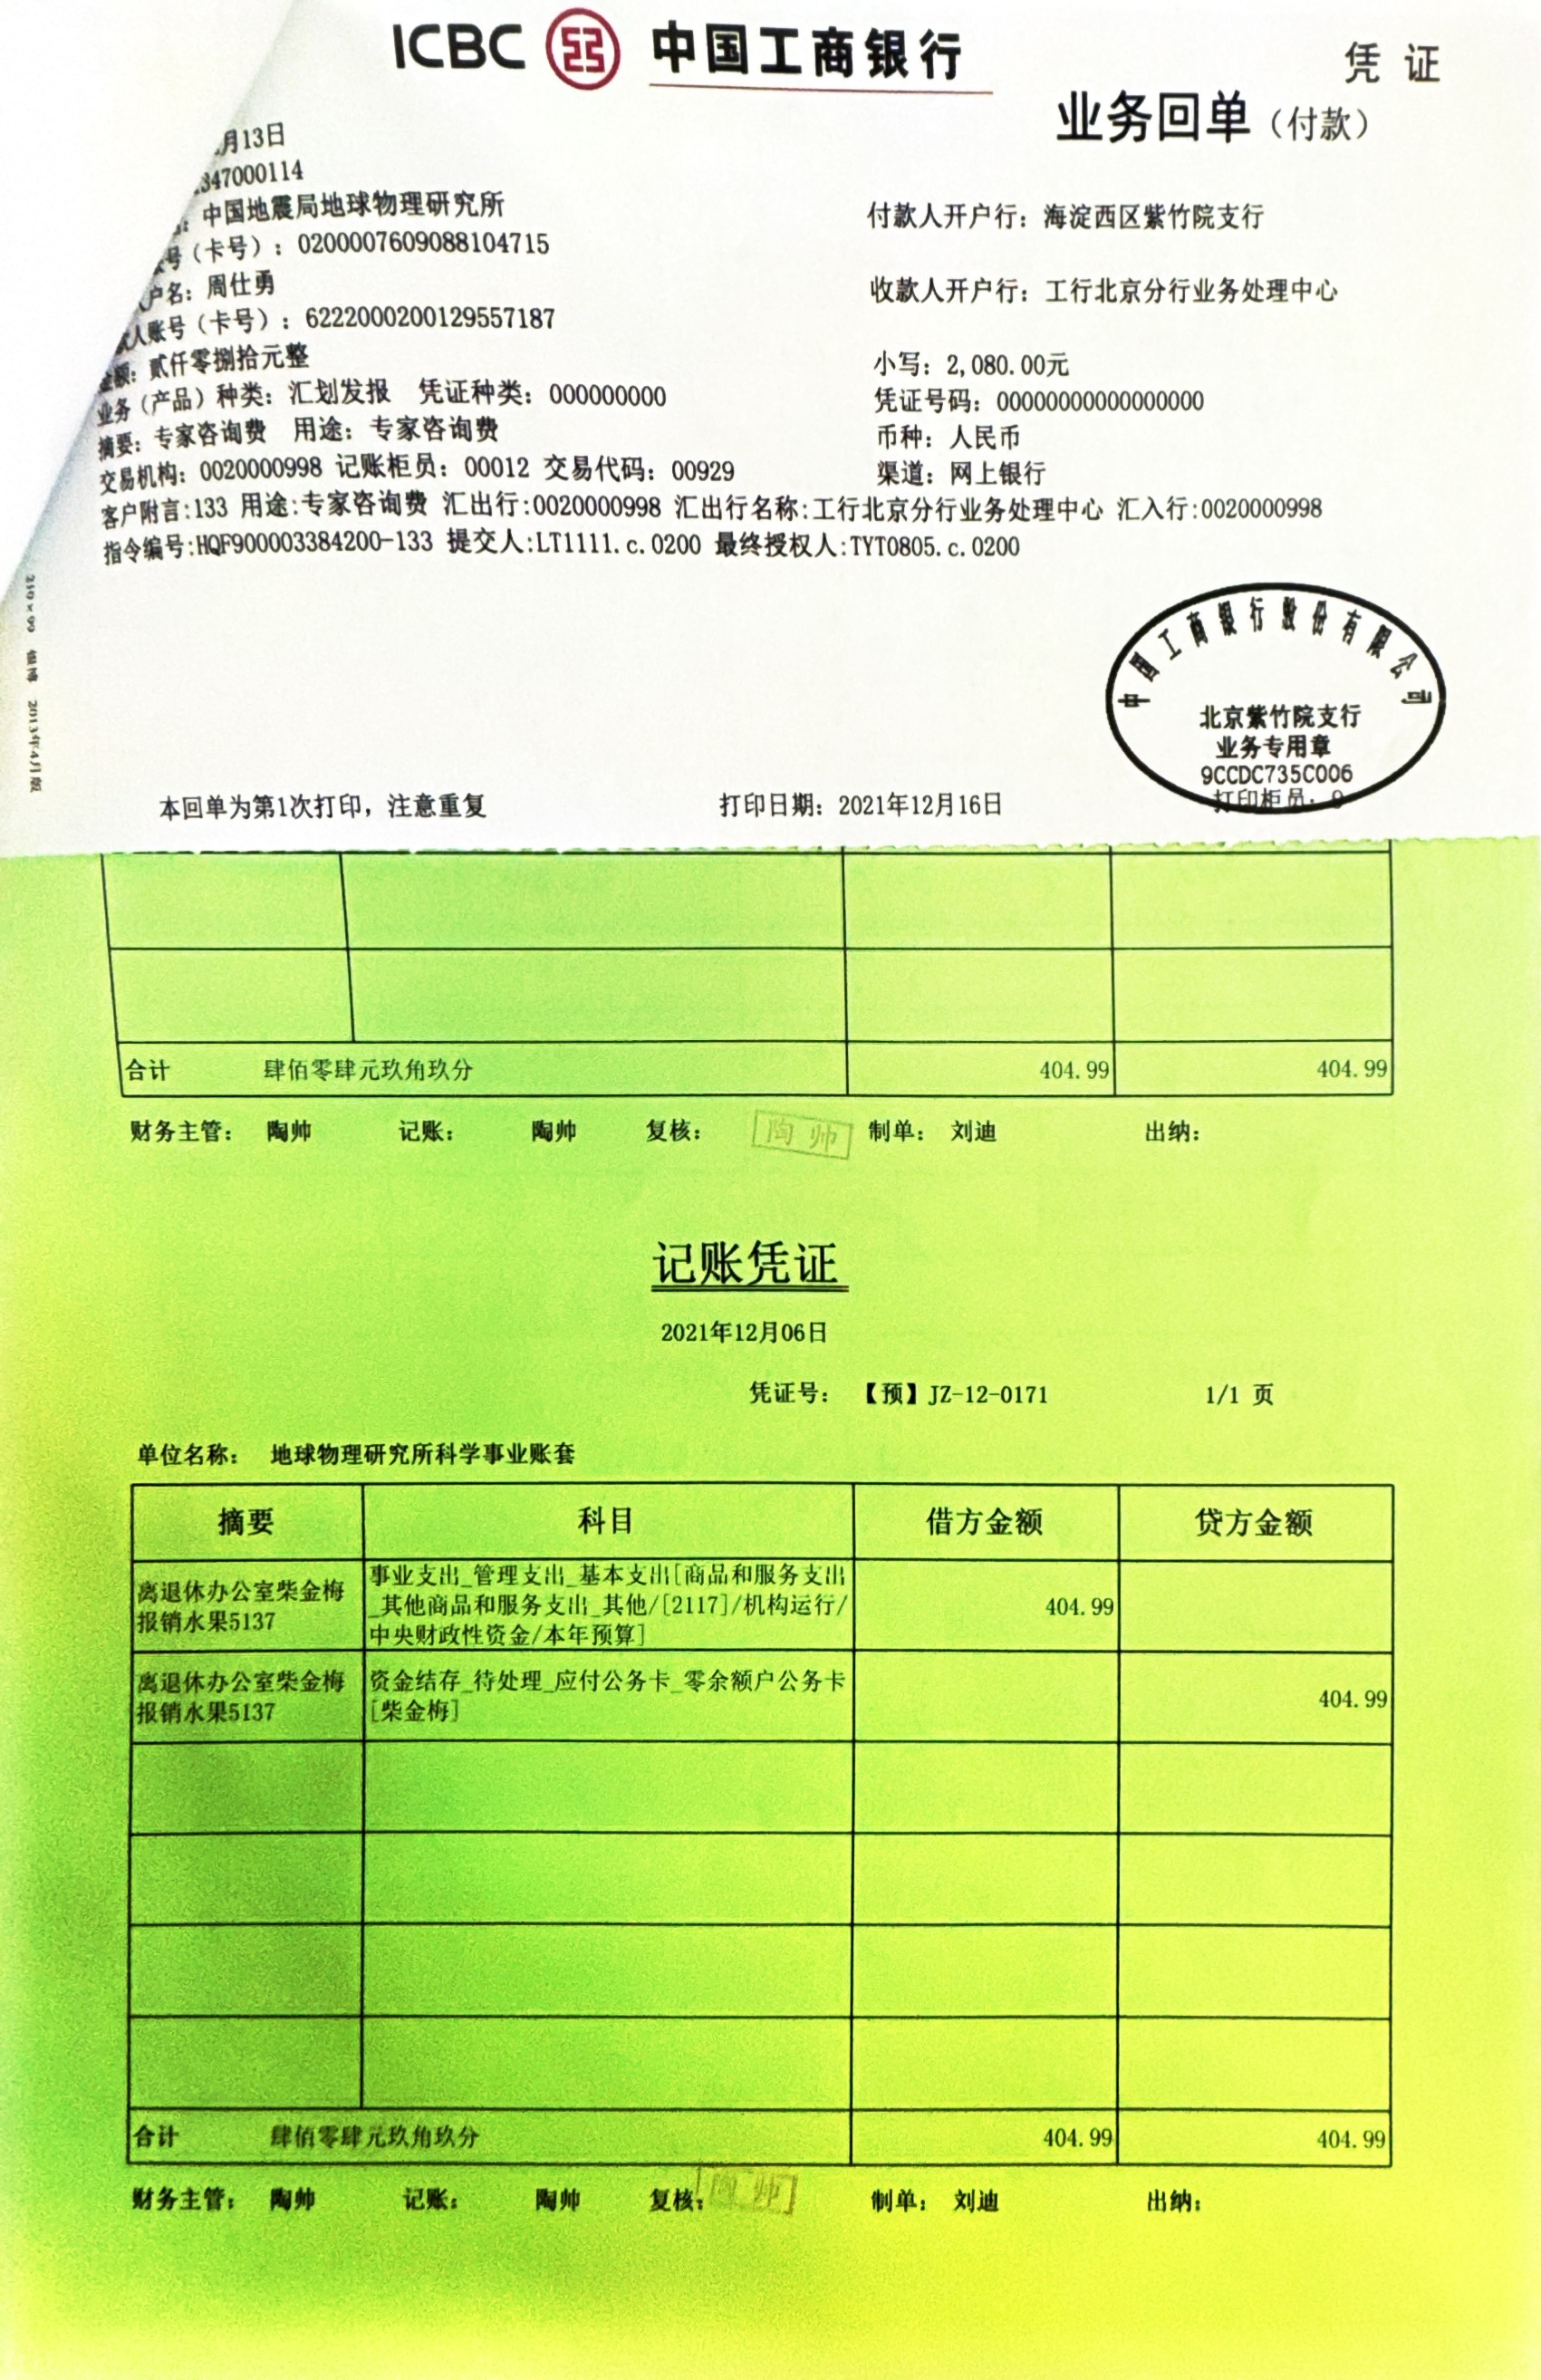 ICBC 中国工商银行
凭 证
业务回单（付款）
月13日
347000114
中国地震局地球物理研究所
付款人开户行：海淀西区紫竹院支行
号（卡号）：0200007609088104715
户名：周仕勇
收款人开户行：工行北京分行业务处理中心
人账号（卡号）：6222000200129557187
金额：贰仟零捌拾元整
小写：2,080.00元
业务（产品）种类：汇划发报 凭证种类：000000000
凭证号码：00000000000000000
摘要：专家咨询费 用途：专家咨询费
币种：人民币
交易机构：0020000998 记账柜员：00012 交易代码：00929
渠道：网上银行
客户附言:133 用途:专家咨询费 汇出行:0020000998 汇出行名称:工行北京分行业务处理中心 汇入行:0020000998
指令编号:HQF900003384200-133 提交人:LT1111.c.0200 最终授权人:TYT0805.c.0200
210×99 2013年4月版
中国工商银行股份有限公司
北京紫竹院支行
业务专用章
9CCDC735C006
本回单为第1次打印，注意重复 打印日期：2021年12月16日 打印柜员：9
合计 肆佰零肆元玖角玖分 404.99 404.99
财务主管： 陶帅 记账： 陶帅 复核： 陶帅 制单： 刘迪 出纳：
记账凭证
2021年12月06日
凭证号： 【预】JZ-12-0171 1/1 页
单位名称： 地球物理研究所科学事业账套
摘要 科目 借方金额 贷方金额
离退休办公室柴金梅
报销水果5137
事业支出_管理支出_基本支出[商品和服务支出
_其他商品和服务支出_其他/[2117]/机构运行/
中央财政性资金/本年预算]
404.99
离退休办公室柴金梅
报销水果5137
资金结存_待处理_应付公务卡_零余额户公务卡
[柴金梅]
404.99
合计 肆佰零肆元玖角玖分 404.99 404.99
财务主管： 陶帅 记账： 陶帅 复核： 陶帅 制单： 刘迪 出纳：